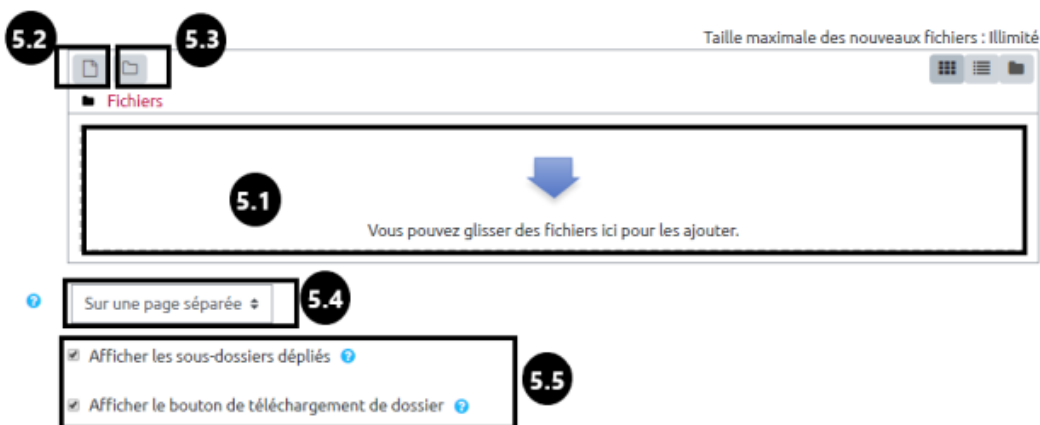 5.2
5.3
Taille maximale des nouveaux fichiers : Illimité
Fichiers
5.1
Vous pouvez glisser des fichiers ici pour les ajouter.
? Sur une page séparée
5.4
Afficher les sous-dossiers dépliés ?
5.5
Afficher le bouton de téléchargement de dossier ?